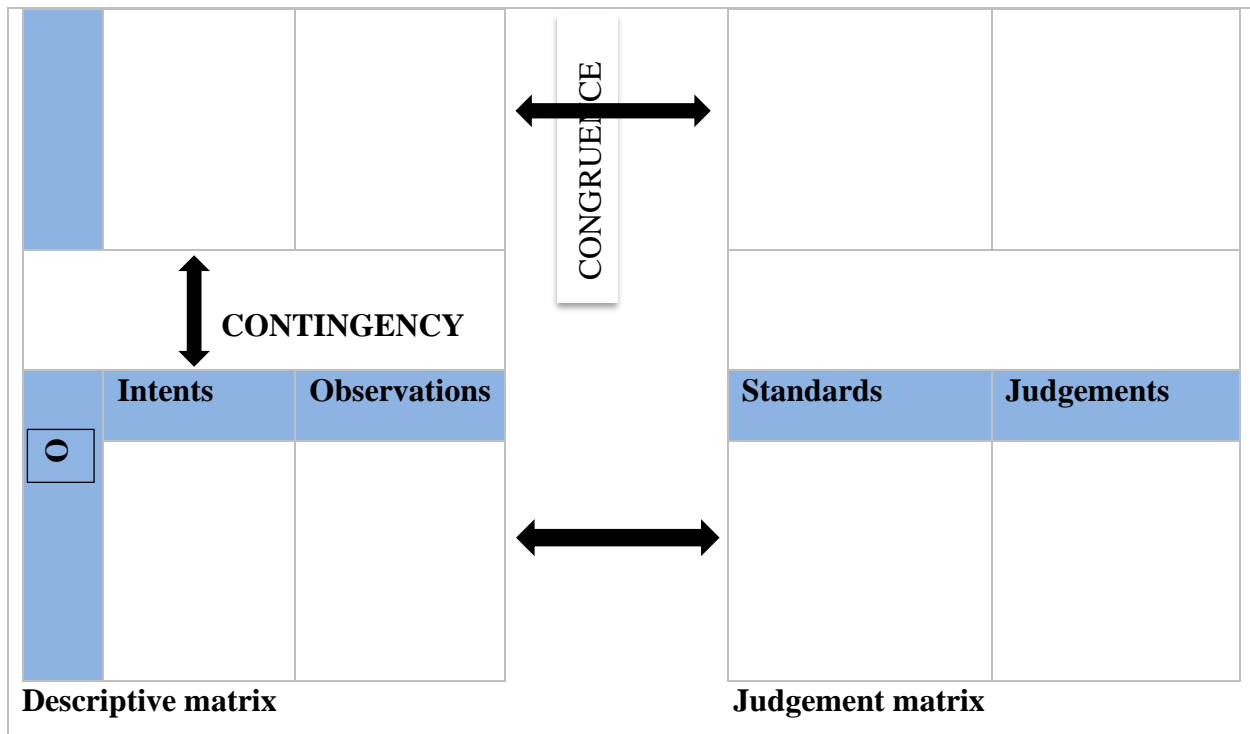 CONGRUENCE
CONTINGENCY
Intents Observations Standards Judgements
O
Descriptive matrix Judgement matrix